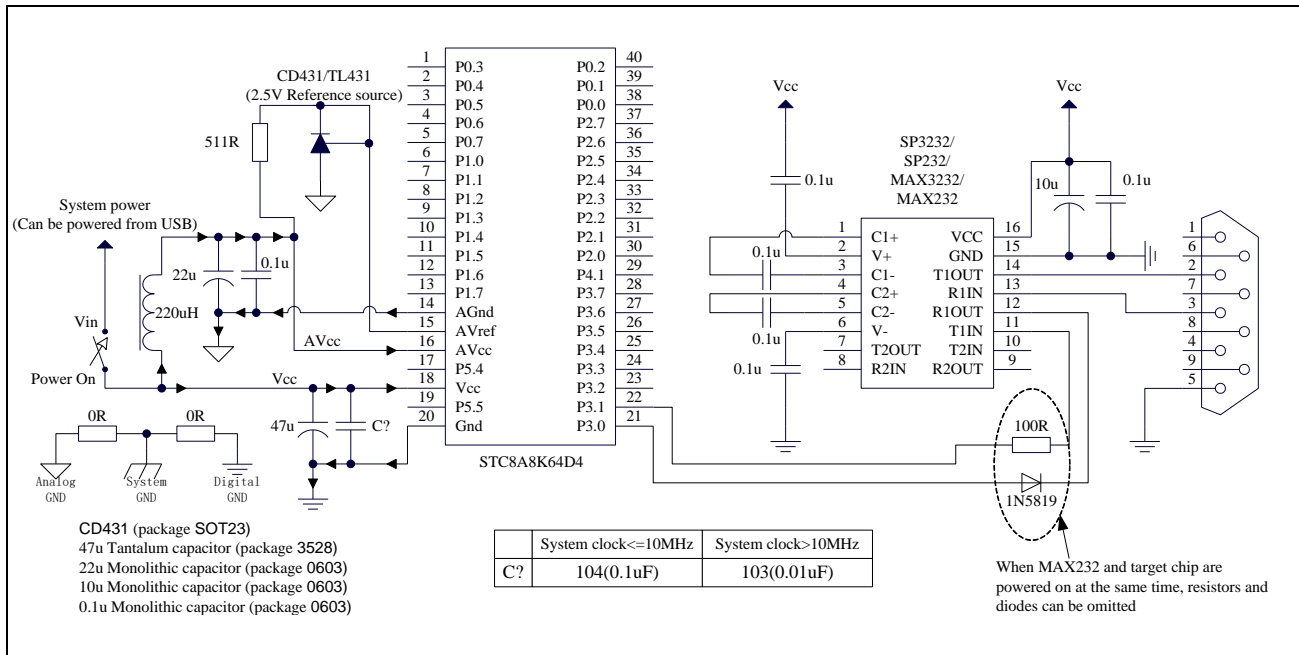 CD431/TL431
(2.5V Reference source)
511R
System power
(Can be powered from USB)
22u
0.1u
220uH
Vin
Power On
AVcc
Vcc
47u
C?
0R
0R
Analog
GND
System
GND
Digital
GND
1 P0.3 P0.2 40
2 P0.4 P0.1 39
3 P0.5 P0.0 38
4 P0.6 P2.7 37
5 P0.7 P2.6 36
6 P1.0 P2.5 35
7 P1.1 P2.4 34
8 P1.2 P2.3 33
9 P1.3 P2.2 32
10 P1.4 P2.1 31
11 P1.5 P2.0 30
12 P1.6 P4.1 29
13 P1.7 P3.7 28
14 AGnd P3.6 27
15 AVref P3.5 26
16 AVcc P3.4 25
17 P5.4 P3.3 24
18 Vcc P3.2 23
19 P5.5 P3.1 22
20 Gnd P3.0 21
STC8A8K64D4
Vcc
Vcc
SP3232/
SP232/
MAX3232/
MAX232
0.1u
10u
0.1u
0.1u
0.1u
0.1u
1 C1+ VCC 16
2 V+ GND 15
3 C1- T1OUT 14
4 C2+ R1IN 13
5 C2- R1OUT 12
6 V- T1IN 11
7 T2OUT T2IN 10
8 R2IN R2OUT 9
1
6
2
7
3
8
4
9
5
100R
1N5819
CD431 (package SOT23)
47u Tantalum capacitor (package 3528)
22u Monolithic capacitor (package 0603)
10u Monolithic capacitor (package 0603)
0.1u Monolithic capacitor (package 0603)
System clock<=10MHz System clock>10MHz
C? 104(0.1uF) 103(0.01uF)
When MAX232 and target chip are
powered on at the same time, resistors and
diodes can be omitted